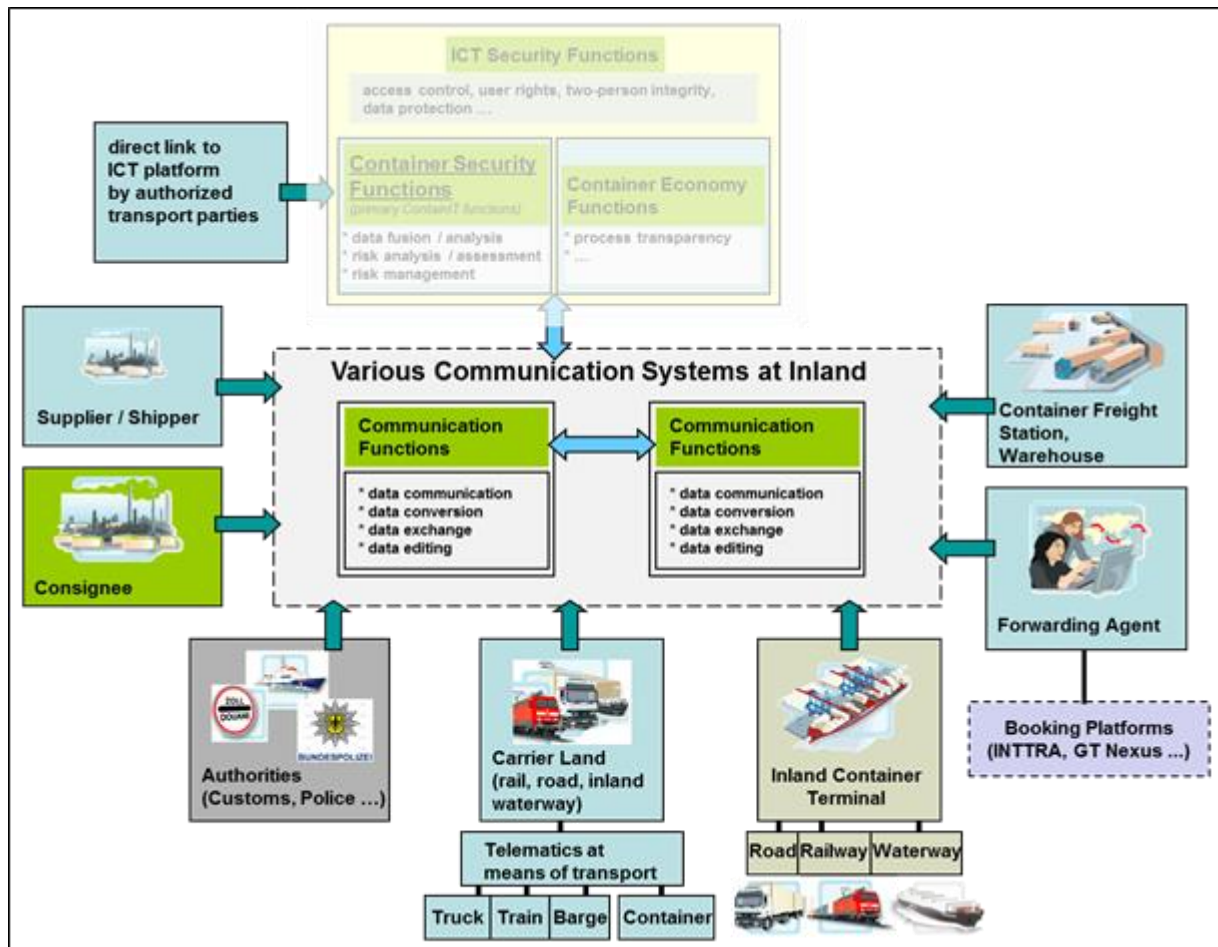 ICT Security Functions
access control, user rights, two-person integrity,
data protection ....
direct link to
ICT platform
by authorized
transport parties
Container Security
Functions
(primary ContainIT functions)
* data fusion / analysis
* risk analysis / assessment
* risk management
Container Economy
Functions
* process transparency
* ....
Various Communication Systems at Inland
Supplier / Shipper
Communication
Functions
* data communication
* data conversion
* data exchange
* data editing
Communication
Functions
* data communication
* data conversion
* data exchange
* data editing
Container Freight
Station,
Warehouse
Consignee
Forwarding Agent
ZOLL
DOUANE
BUNDESPOLIZEI
Authorities
(Customs, Police ...)
Carrier Land
(rail, road, inland
waterway)
Inland Container
Terminal
Booking Platforms
(INTTRA, GT Nexus ...)
Telematics at
means of transport
Truck
Train
Barge
Container
Road
Railway
Waterway